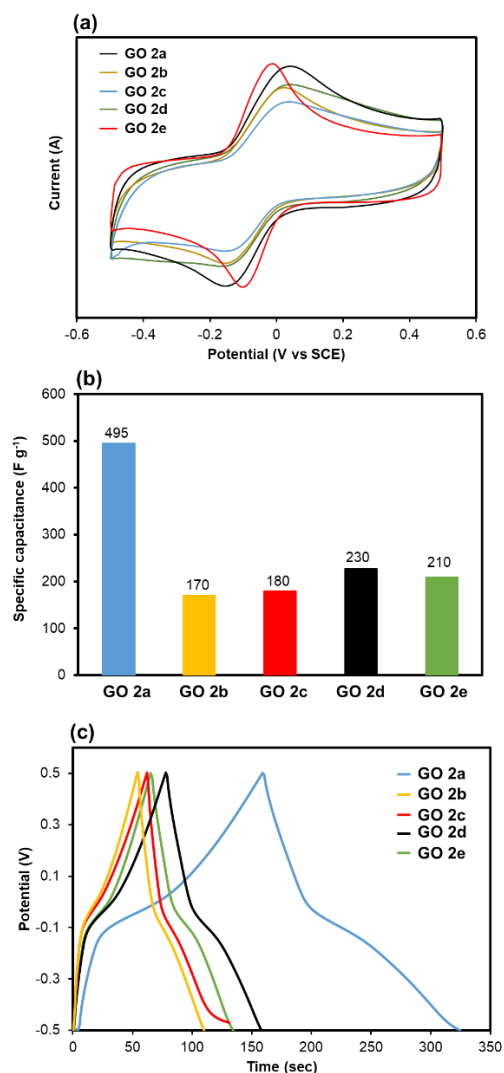 (a)
GO 2a
GO 2b
GO 2c
GO 2d
GO 2e
Current (A)
-0.6 -0.4 -0.2 0 0.2 0.4 0.6
Potential (V vs SCE)
(b)
Specific capacitance (F g-1)
600
500
400
300
200
100
0
495
170
180
230
210
GO 2a GO 2b GO 2c GO 2d GO 2e
(c)
GO 2a
GO 2b
GO 2c
GO 2d
GO 2e
Potential (V)
0.5
0.3
0.1
-0.1
-0.3
-0.5
0 50 100 150 200 250 300 350
Time (sec)